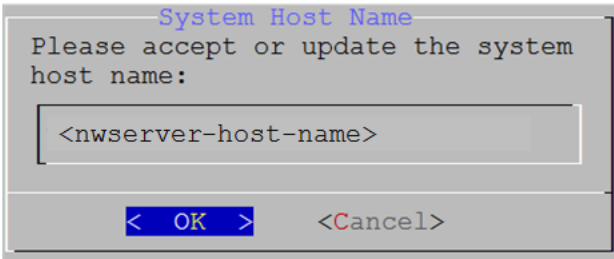 System Host Name
Please accept or update the system
host name:
<nwserver-host-name>
< OK > <Cancel>